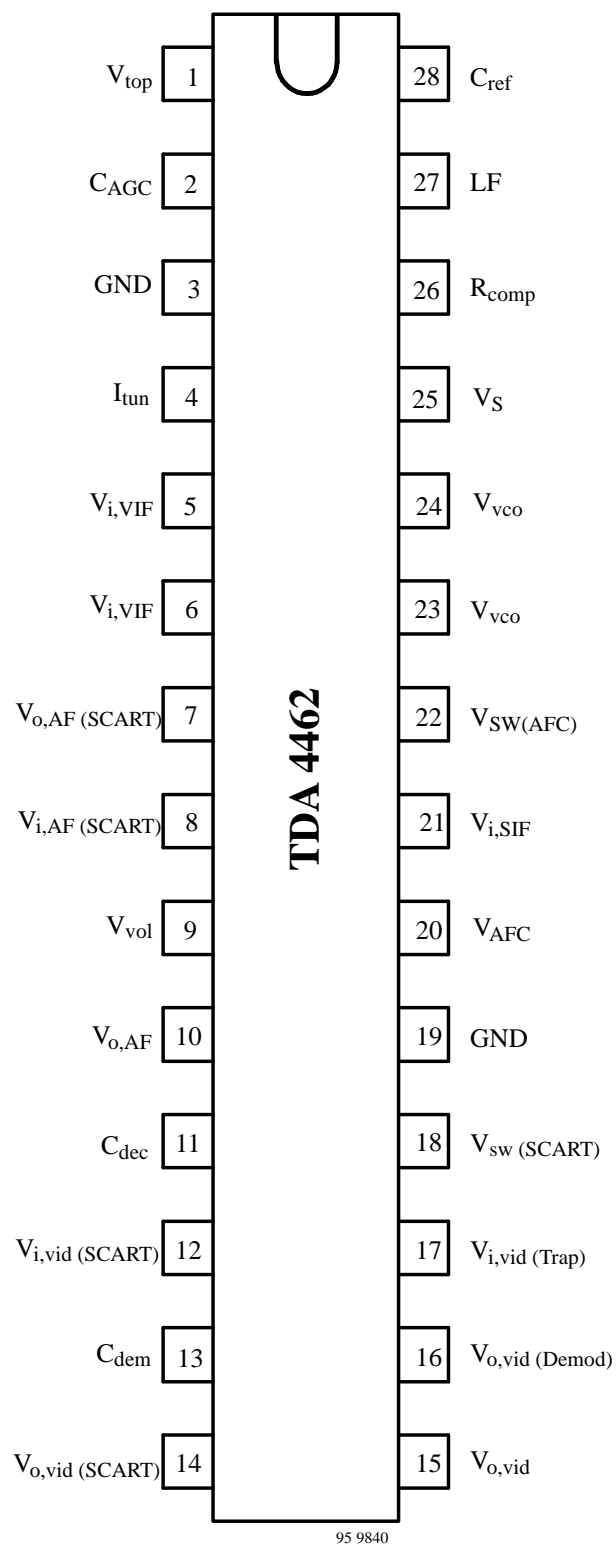 V_top 1 28 C_ref
C_AGC 2 27 LF
GND 3 26 R_comp
I_tun 4 25 V_S
V_i,VIF 5 24 V_vco
V_i,VIF 6 23 V_vco
V_o,AF (SCART) 7 22 V_SW(AFC)
V_i,AF (SCART) 8 21 V_i,SIF
V_vol 9 20 V_AFC
V_o,AF 10 19 GND
C_dec 11 18 V_sw (SCART)
V_i,vid (SCART) 12 17 V_i,vid (Trap)
C_dem 13 16 V_o,vid (Demod)
V_o,vid (SCART) 14 15 V_o,vid
TDA 4462
95 9840